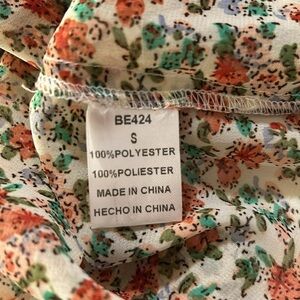 BE424
S
100%POLYESTER
100%POLIESTER
MADE IN CHINA
HECHO IN CHINA